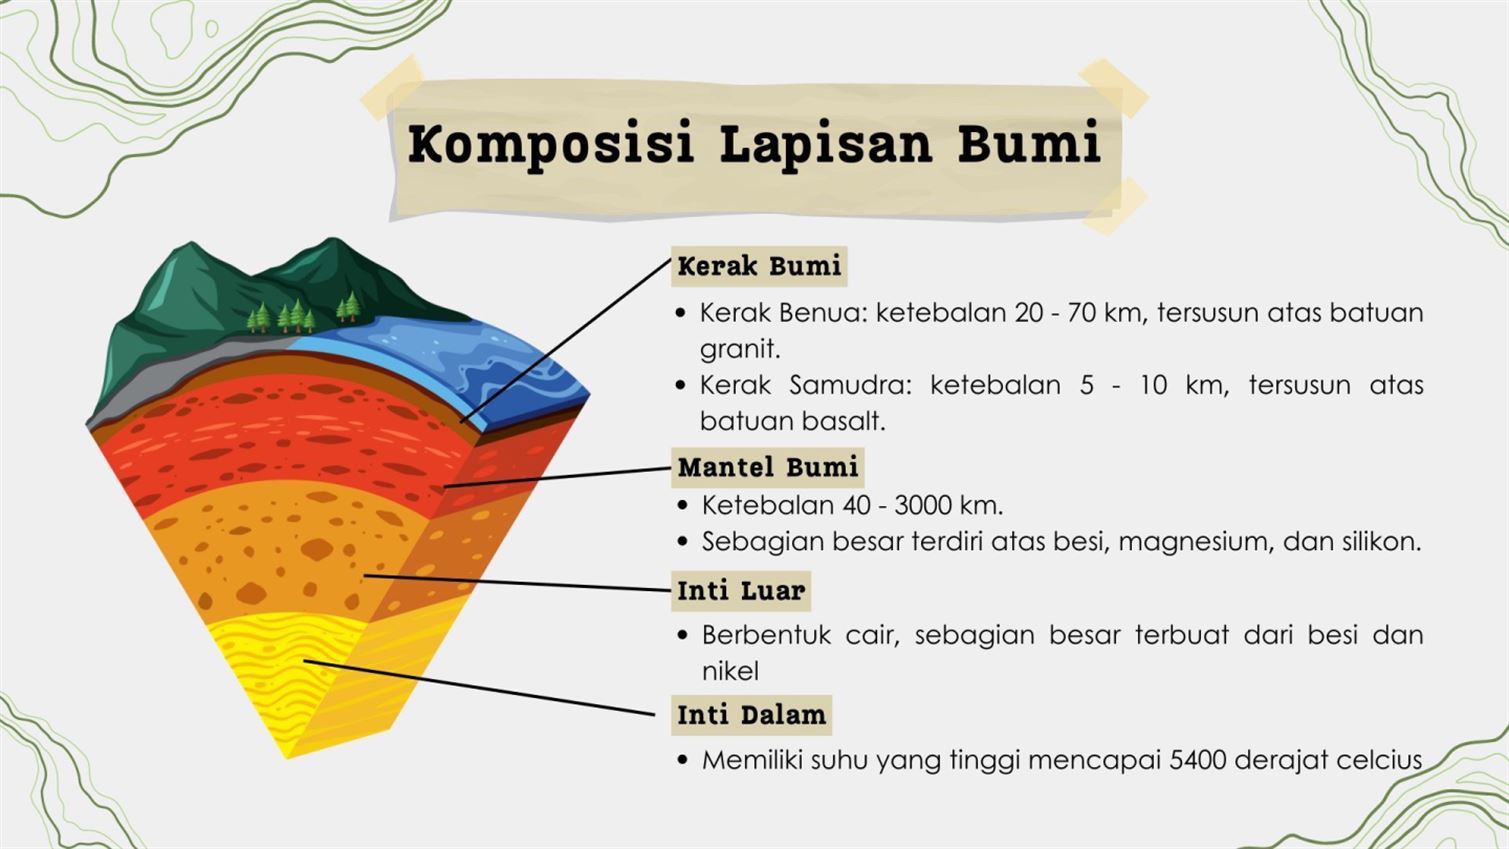 Komposisi Lapisan Bumi
Kerak Bumi
• Kerak Benua: ketebalan 20 - 70 km, tersusun atas batuan
granit.
• Kerak Samudra: ketebalan 5 - 10 km, tersusun atas
batuan basalt.
Mantel Bumi
• Ketebalan 40 - 3000 km.
• Sebagian besar terdiri atas besi, magnesium, dan silikon.
Inti Luar
• Berbentuk cair, sebagian besar terbuat dari besi dan
nikel
Inti Dalam
• Memiliki suhu yang tinggi mencapai 5400 derajat celcius